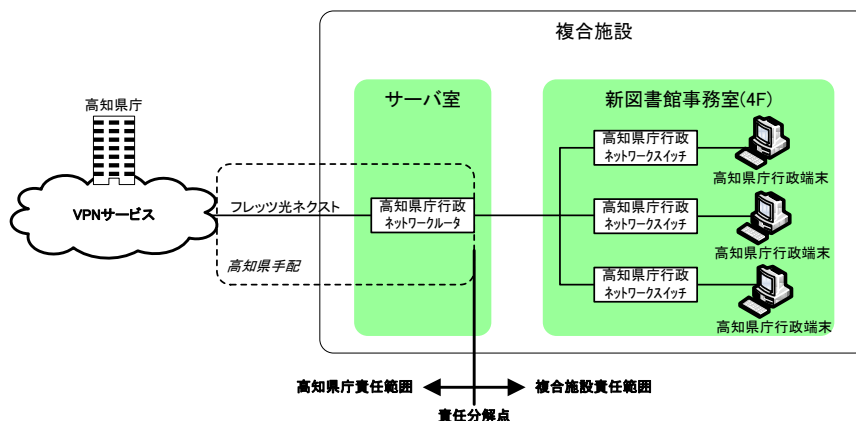 複合施設
高知県庁
サーバ室
新図書館事務室(4F)
高知県庁行政
ネットワークスイッチ
高知県庁行政端末
VPNサービス
フレッツ光ネクスト
高知県庁行政
ネットワークルータ
高知県庁行政
ネットワークスイッチ
高知県庁行政端末
高知県手配
高知県庁行政
ネットワークスイッチ
高知県庁行政端末
高知県庁責任範囲
複合施設責任範囲
責任分解点